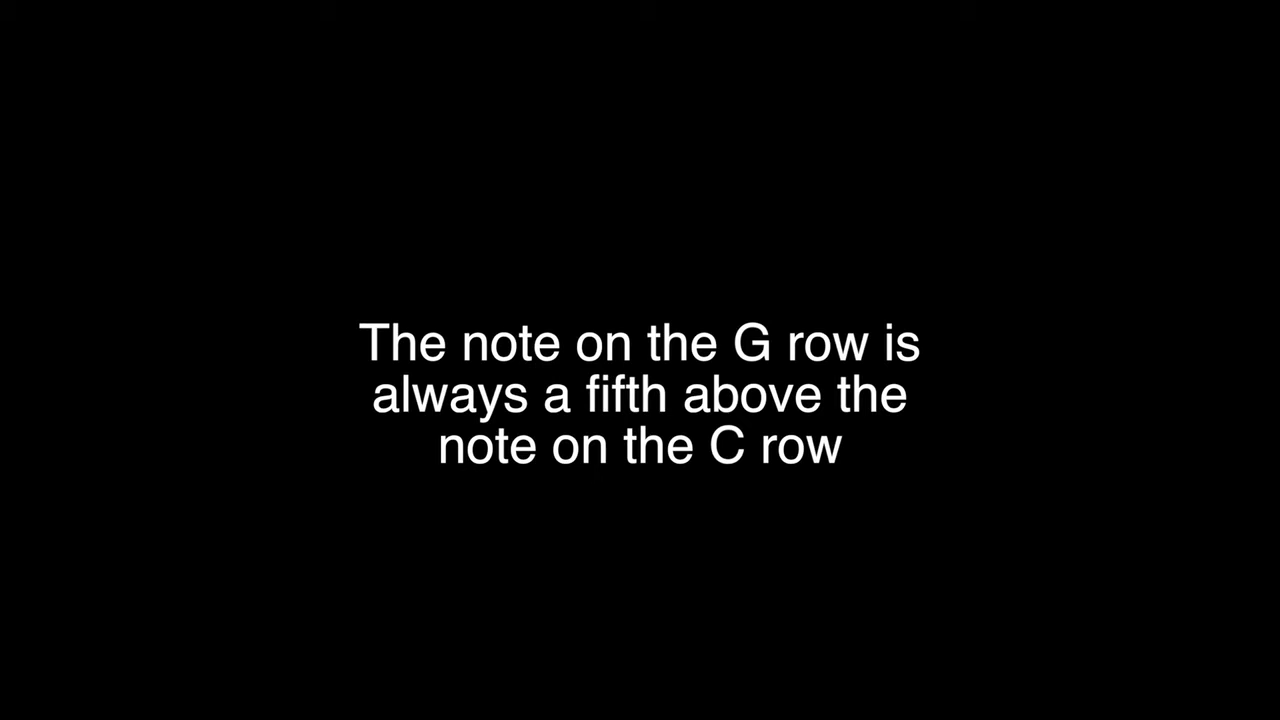 The note on the G row is
always a fifth above the
note on the C row